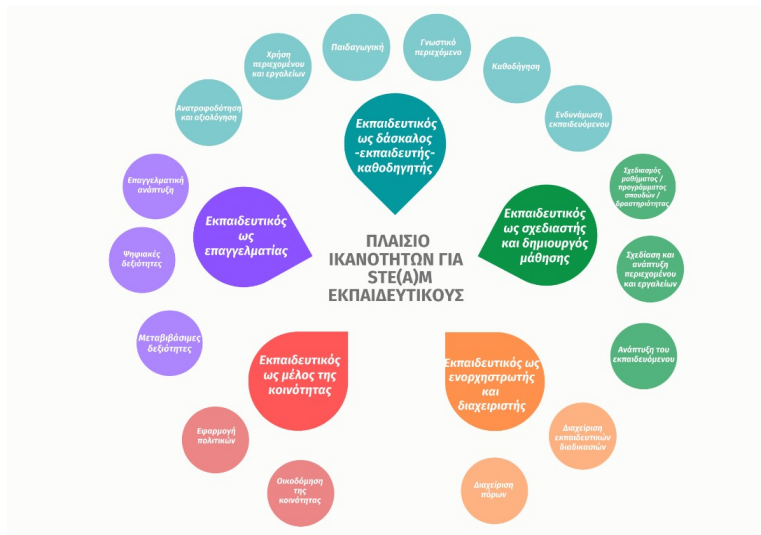 Παιδαγωγική
Γνωστικό
περιεχόμενο
Χρήση
περιεχομένου
και εργαλείων
Καθοδήγηση
Ανατροφοδότηση
και αξιολόγηση
Ενδυνάμωση
εκπαιδευόμενου
Εκπαιδευτικός
ως δάσκαλος
-εκπαιδευτής-
καθοδηγητής
Επαγγελματική
ανάπτυξη
Ψηφιακές
δεξιότητες
Μεταβιβάσιμες
δεξιότητες
Εκπαιδευτικός
ως
επαγγελματίας
ΠΛΑΙΣΙΟ
ΙΚΑΝΟΤΗΤΩΝ ΓΙΑ
STE(A)M
ΕΚΠΑΙΔΕΥΤΙΚΟΥΣ
Εκπαιδευτικός
ως σχεδιαστής
και δημιουργός
μάθησης
Σχεδιασμός
μαθήματος /
προγράμματος
σπουδών /
δραστηριότητας
Σχεδίαση και
ανάπτυξη
περιεχομένου
και εργαλείων
Ανάπτυξη του
εκπαιδευόμενου
Εκπαιδευτικός
ως μέλος της
κοινότητας
Εφαρμογή
πολιτικών
Οικοδόμηση
της
κοινότητας
Εκπαιδευτικός ως
ενορχηστρωτής
και
διαχειριστής
Διαχείριση
εκπαιδευτικών
διαδικασιών
Διαχείριση
πόρων